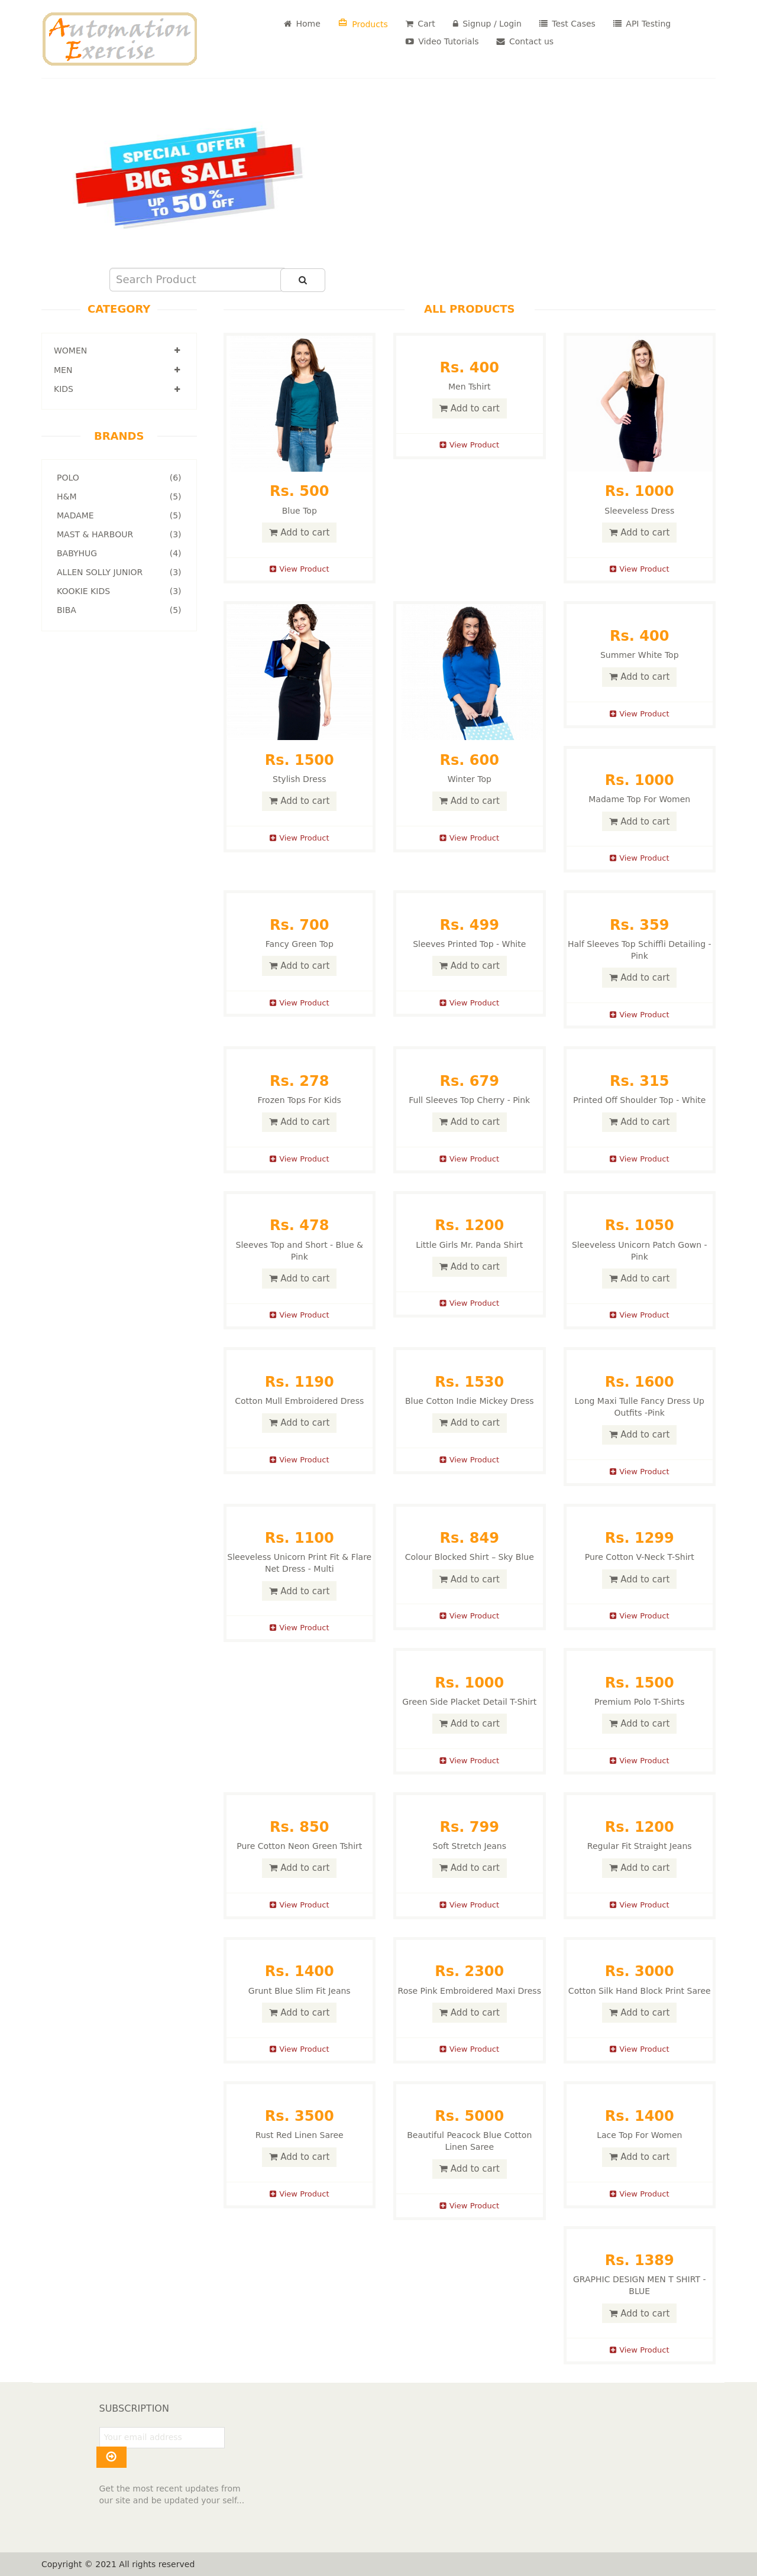 Automation
Exercise
Home
Products
Cart
Signup / Login
Test Cases
API Testing
Video Tutorials
Contact us
SPECIAL OFFER
BIG SALE
UP TO 50% OFF
Search Product
CATEGORY
WOMEN
MEN
KIDS
BRANDS
POLO (6)
H&M (5)
MADAME (5)
MAST & HARBOUR (3)
BABYHUG (4)
ALLEN SOLLY JUNIOR (3)
KOOKIE KIDS (3)
BIBA (5)
ALL PRODUCTS
Rs. 500
Blue Top
Add to cart
View Product
Rs. 400
Men Tshirt
Add to cart
View Product
Rs. 1000
Sleeveless Dress
Add to cart
View Product
Rs. 1500
Stylish Dress
Add to cart
View Product
Rs. 600
Winter Top
Add to cart
View Product
Rs. 400
Summer White Top
Add to cart
View Product
Rs. 1000
Madame Top For Women
Add to cart
View Product
Rs. 700
Fancy Green Top
Add to cart
View Product
Rs. 499
Sleeves Printed Top - White
Add to cart
View Product
Rs. 359
Half Sleeves Top Schiffli Detailing -
Pink
Add to cart
View Product
Rs. 278
Frozen Tops For Kids
Add to cart
View Product
Rs. 679
Full Sleeves Top Cherry - Pink
Add to cart
View Product
Rs. 315
Printed Off Shoulder Top - White
Add to cart
View Product
Rs. 478
Sleeves Top and Short - Blue &
Pink
Add to cart
View Product
Rs. 1200
Little Girls Mr. Panda Shirt
Add to cart
View Product
Rs. 1050
Sleeveless Unicorn Patch Gown -
Pink
Add to cart
View Product
Rs. 1190
Cotton Mull Embroidered Dress
Add to cart
View Product
Rs. 1530
Blue Cotton Indie Mickey Dress
Add to cart
View Product
Rs. 1600
Long Maxi Tulle Fancy Dress Up
Outfits -Pink
Add to cart
View Product
Rs. 1100
Sleeveless Unicorn Print Fit & Flare
Net Dress - Multi
Add to cart
View Product
Rs. 849
Colour Blocked Shirt – Sky Blue
Add to cart
View Product
Rs. 1299
Pure Cotton V-Neck T-Shirt
Add to cart
View Product
Rs. 1000
Green Side Placket Detail T-Shirt
Add to cart
View Product
Rs. 1500
Premium Polo T-Shirts
Add to cart
View Product
Rs. 850
Pure Cotton Neon Green Tshirt
Add to cart
View Product
Rs. 799
Soft Stretch Jeans
Add to cart
View Product
Rs. 1200
Regular Fit Straight Jeans
Add to cart
View Product
Rs. 1400
Grunt Blue Slim Fit Jeans
Add to cart
View Product
Rs. 2300
Rose Pink Embroidered Maxi Dress
Add to cart
View Product
Rs. 3000
Cotton Silk Hand Block Print Saree
Add to cart
View Product
Rs. 3500
Rust Red Linen Saree
Add to cart
View Product
Rs. 5000
Beautiful Peacock Blue Cotton
Linen Saree
Add to cart
View Product
Rs. 1400
Lace Top For Women
Add to cart
View Product
Rs. 1389
GRAPHIC DESIGN MEN T SHIRT -
BLUE
Add to cart
View Product
SUBSCRIPTION
Your email address
Get the most recent updates from
our site and be updated your self...
Copyright © 2021 All rights reserved